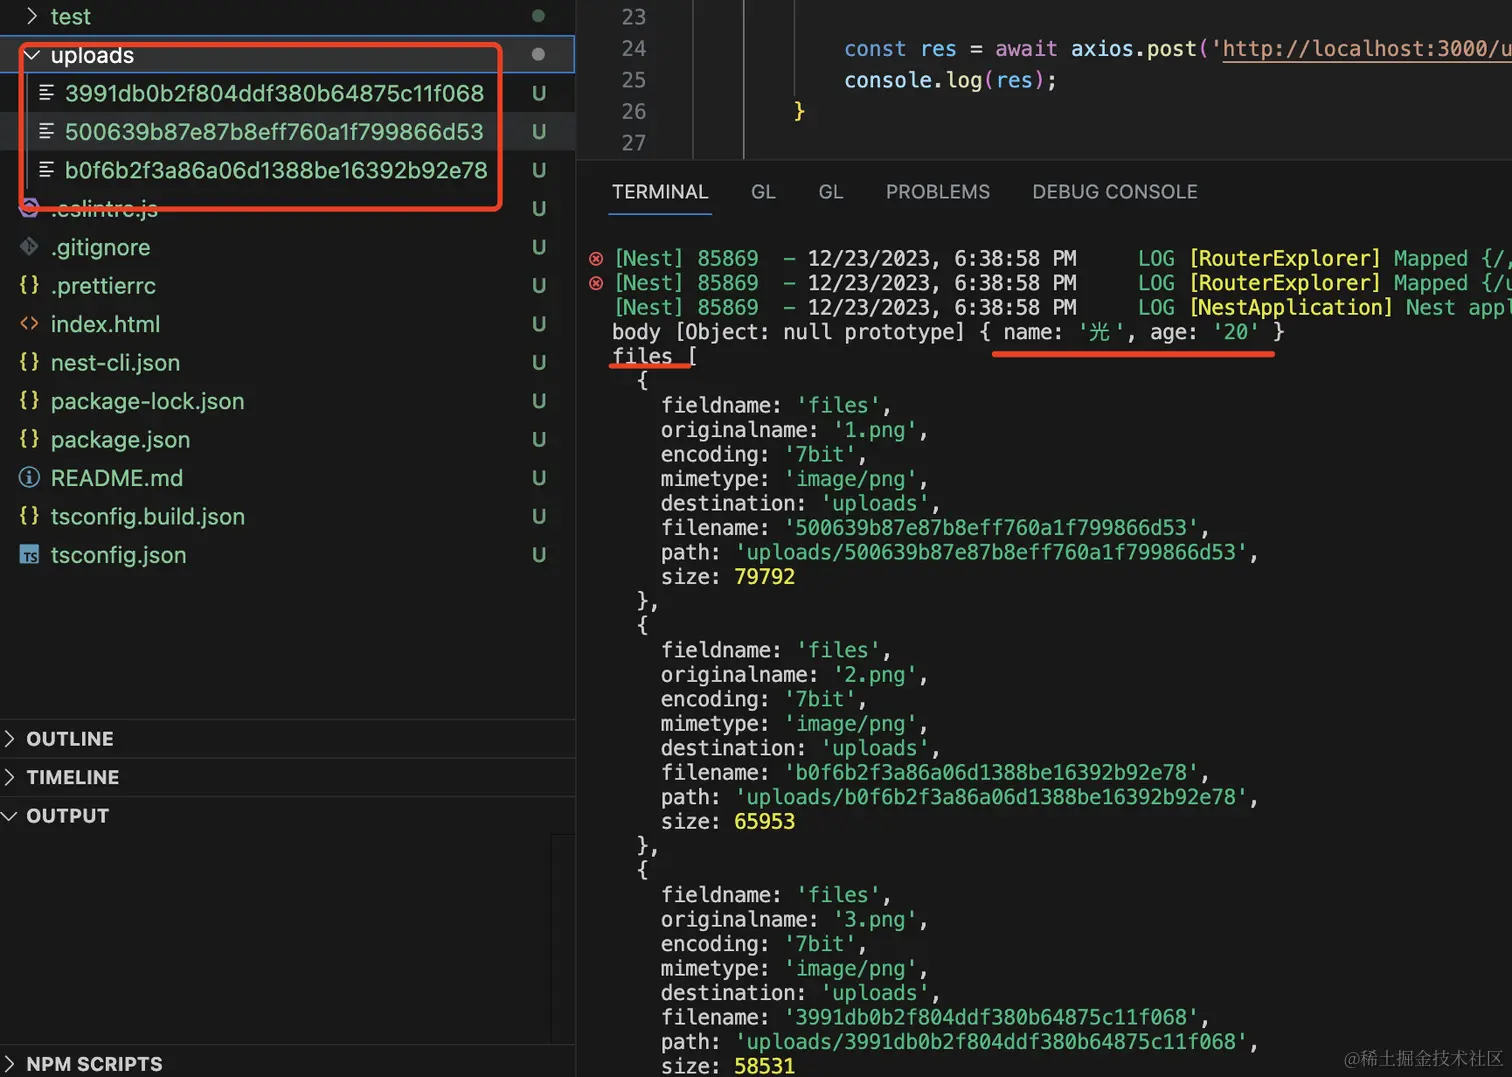 test
uploads
3991db0b2f804ddf380b64875c11f068 U
500639b87e87b8eff760a1f799866d53 U
b0f6b2f3a86a06d1388be16392b92e78 U
.eslintrc.js U
.gitignore U
{} .prettierrc U
<> index.html U
{} nest-cli.json U
{} package-lock.json U
{} package.json U
README.md U
{} tsconfig.build.json U
TS tsconfig.json U
OUTLINE
TIMELINE
OUTPUT
NPM SCRIPTS
23
24 const res = await axios.post('http://localhost:3000/u
25 console.log(res);
26 }
27
TERMINAL GL GL PROBLEMS DEBUG CONSOLE
[Nest] 85869 - 12/23/2023, 6:38:58 PM LOG [RouterExplorer] Mapped {/,
[Nest] 85869 - 12/23/2023, 6:38:58 PM LOG [RouterExplorer] Mapped {/u
[Nest] 85869 - 12/23/2023, 6:38:58 PM LOG [NestApplication] Nest appl
body [Object: null prototype] { name: '光', age: '20' }
files [
{
fieldname: 'files',
originalname: '1.png',
encoding: '7bit',
mimetype: 'image/png',
destination: 'uploads',
filename: '500639b87e87b8eff760a1f799866d53',
path: 'uploads/500639b87e87b8eff760a1f799866d53',
size: 79792
},
{
fieldname: 'files',
originalname: '2.png',
encoding: '7bit',
mimetype: 'image/png',
destination: 'uploads',
filename: 'b0f6b2f3a86a06d1388be16392b92e78',
path: 'uploads/b0f6b2f3a86a06d1388be16392b92e78',
size: 65953
},
{
fieldname: 'files',
originalname: '3.png',
encoding: '7bit',
mimetype: 'image/png',
destination: 'uploads',
filename: '3991db0b2f804ddf380b64875c11f068',
path: 'uploads/3991db0b2f804ddf380b64875c11f068',
size: 58531
@稀土掘金技术社区